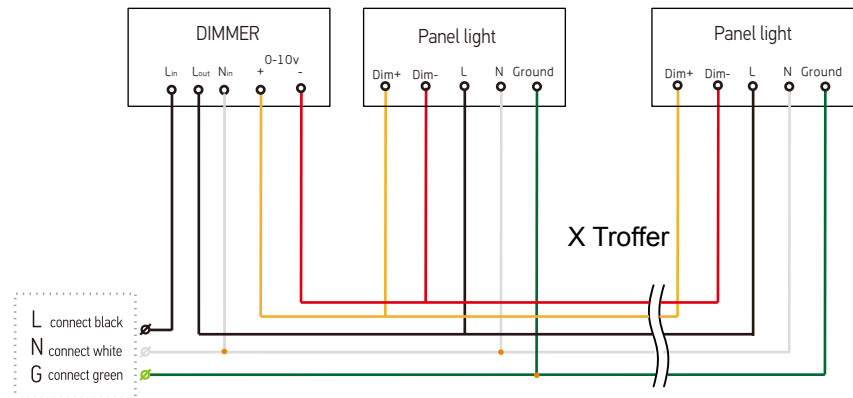 DIMMER
Lin Lout Nin + 0-10v -
Panel light
Dim+ Dim- L N Ground
Panel light
Dim+ Dim- L N Ground
X Troffer
L connect black
N connect white
G connect green